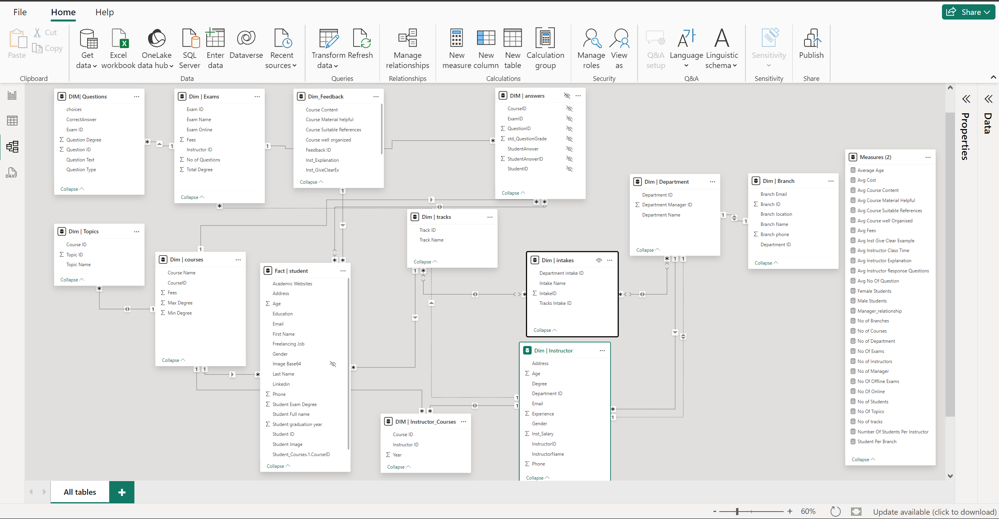 File
Home
Help
Share
Paste
Cut
Copy
Clipboard
Get data
Excel workbook
OneLake data hub
SQL Server
Enter data
Dataverse
Recent sources
Data
Transform data
Refresh
Queries
Manage relationships
Relationships
New measure
New column
New table
Calculation group
Calculations
Manage roles
View as
Security
Q&A setup
Language
Linguistic schema
Q&A
Sensitivity
Sensitivity
Publish
Share
DAX
DIM| Questions
choices
CorrectAnswer
Exam ID
Question Degree
Question ID
Question Text
Question Type
Collapse
Dim | Exams
Exam ID
Exam Name
Exam Online
Fees
Instructor ID
No of Questions
Total Degree
Collapse
Dim_Feedback
Course Content
Course Material helpful
Course Suitable References
Course well organized
Feedback ID
Inst_Explanation
Inst_GiveClearEx
Collapse
DIM | answers
CourseID
ExamID
QuestionID
std_QuestionGrade
StudentAnswer
StudentAnswerID
StudentID
Collapse
Dim | Topics
Course ID
Topic ID
Topic Name
Collapse
Dim | courses
Course Name
CourseID
Fees
Max Degree
Min Degree
Collapse
Fact | student
Academic Websites
Address
Age
Education
Email
First Name
Freelancing Job
Gender
Image Base64
Last Name
Linkedin
Phone
Student Exam Degree
Student Full name
Student graduation year
Student ID
Student Image
Student_Courses.1.CourseID
Collapse
Dim | tracks
Track ID
Track Name
Collapse
Dim | intakes
Department intake ID
Intake Name
IntakeID
Tracks Intake ID
Collapse
Dim | Department
Department ID
Department Manager ID
Department Name
Collapse
Dim | Branch
Branch Email
Branch ID
Branch location
Branch Name
Branch phone
Department ID
Collapse
DIM | Instructor_Courses
Course ID
Instructor ID
Year
Collapse
Dim | Instructor
Address
Age
Degree
Department ID
Email
Experience
Gender
Inst_Salary
InstructorID
InstructorName
Phone
Collapse
Measures (2)
Average Age
Avg Cost
Avg Course Content
Avg Course Material Helpful
Avg Course Suitable References
Avg Course well Organised
Avg Fees
Avg Inst Give Clear Example
Avg Instructor Class Time
Avg Instructor Explanation
Avg Instructor Response Questions
Avg No Of Question
Female Students
Male Students
Manager_relationship
No of Branches
No of Courses
No of Department
No Of Exams
No of Instructors
No of Manager
No Of Offline Exams
No Of Online
No of Students
No Of Topics
No of tracks
Number Of Students Per Instructor
Student Per Branch
Collapse
Properties
Data
All tables
60%
Update available (click to download)